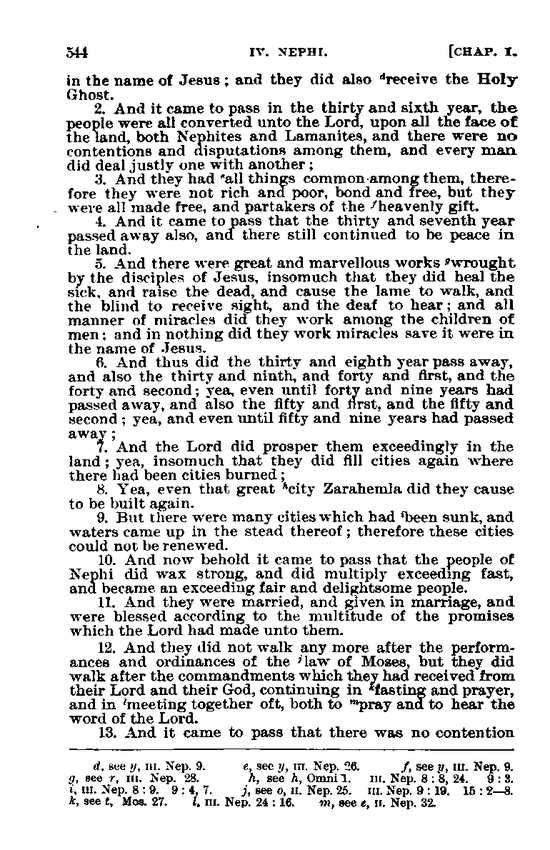 544 IV. NEPHI. [CHAP. I.
in the name of Jesus; and they did also ᵈreceive the Holy
Ghost.
2. And it came to pass in the thirty and sixth year, the
people were all converted unto the Lord, upon all the face of
the land, both Nephites and Lamanites, and there were no
contentions and disputations among them, and every man
did deal justly one with another;
3. And they had ᵉall things common among them, there-
fore they were not rich and poor, bond and free, but they
were all made free, and partakers of the ᶠheavenly gift.
4. And it came to pass that the thirty and seventh year
passed away also, and there still continued to be peace in
the land.
5. And there were great and marvellous works ᵍwrought
by the disciples of Jesus, insomuch that they did heal the
sick, and raise the dead, and cause the lame to walk, and
the blind to receive sight, and the deaf to hear; and all
manner of miracles did they work among the children of
men; and in nothing did they work miracles save it were in
the name of Jesus.
6. And thus did the thirty and eighth year pass away,
and also the thirty and ninth, and forty and first, and the
forty and second; yea, even until forty and nine years had
passed away, and also the fifty and first, and the fifty and
second; yea, and even until fifty and nine years had passed
away;
7. And the Lord did prosper them exceedingly in the
land; yea, insomuch that they did fill cities again where
there had been cities burned;
8. Yea, even that great ʰcity Zarahemla did they cause
to be built again.
9. But there were many cities which had ⁱbeen sunk, and
waters came up in the stead thereof; therefore these cities
could not be renewed.
10. And now behold it came to pass that the people of
Nephi did wax strong, and did multiply exceeding fast,
and became an exceeding fair and delightsome people.
11. And they were married, and given in marriage, and
were blessed according to the multitude of the promises
which the Lord had made unto them.
12. And they did not walk any more after the perform-
ances and ordinances of the ʲlaw of Moses, but they did
walk after the commandments which they had received from
their Lord and their God, continuing in ᵏfasting and prayer,
and in ˡmeeting together oft, both to ᵐpray and to hear the
word of the Lord.
13. And it came to pass that there was no contention
d, see y, III. Nep. 9. e, see y, III. Nep. 26. f, see y, III. Nep. 9.
g, see r, III. Nep. 28. h, see h, Omni 1. III. Nep. 8:8, 24. 9:3.
i, III. Nep. 8:9. 9:4, 7. j, see o, II. Nep. 25. III. Nep. 9:19. 15:2—8.
k, see t, Mos. 27. l, III. Nep. 24:16. m, see e, II. Nep. 32.